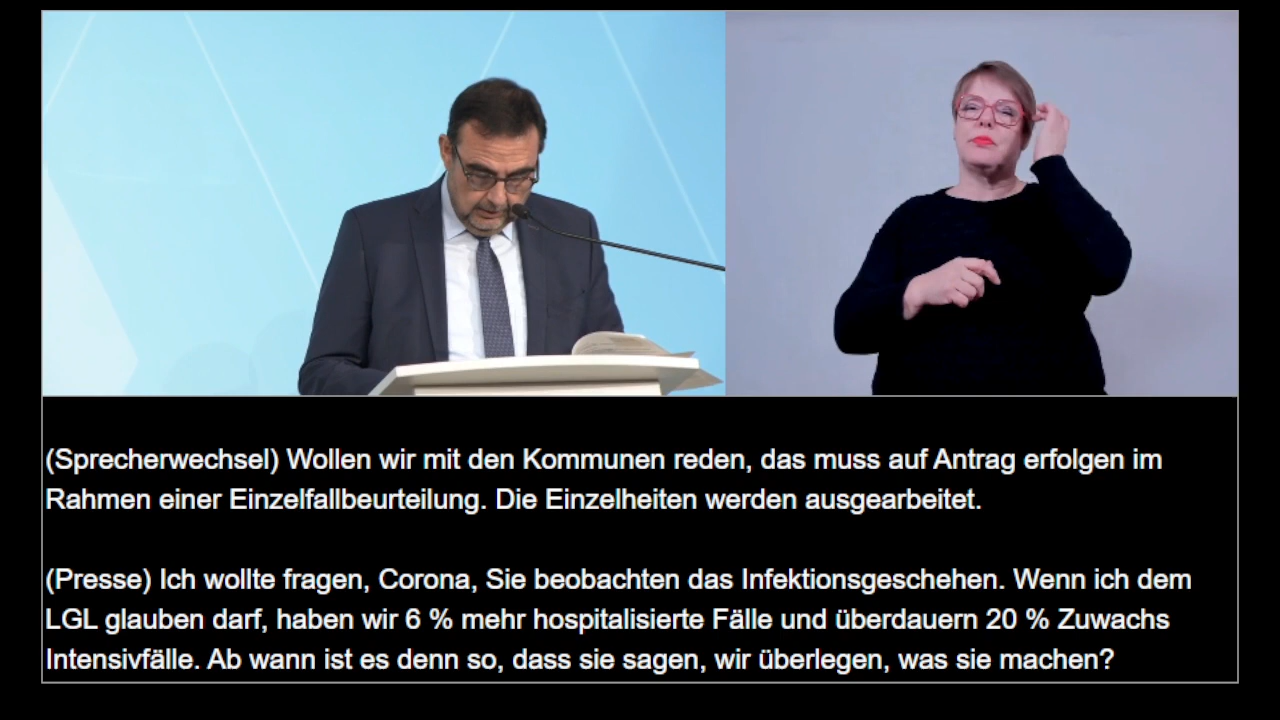 (Sprecherwechsel) Wollen wir mit den Kommunen reden, das muss auf Antrag erfolgen im
Rahmen einer Einzelfallbeurteilung. Die Einzelheiten werden ausgearbeitet.
(Presse) Ich wollte fragen, Corona, Sie beobachten das Infektionsgeschehen. Wenn ich dem
LGL glauben darf, haben wir 6 % mehr hospitalisierte Fälle und überdauern 20 % Zuwachs
Intensivfälle. Ab wann ist es denn so, dass sie sagen, wir überlegen, was sie machen?